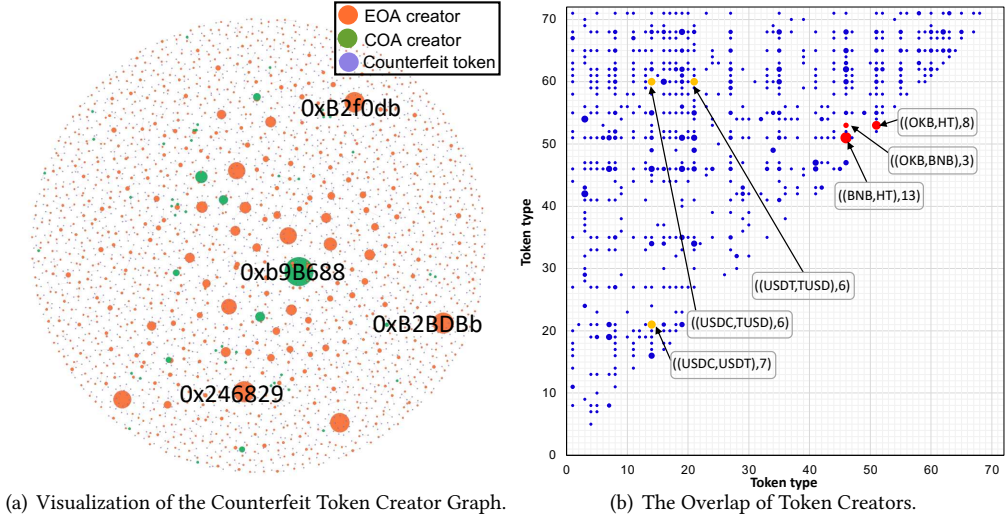 EOA creator
COA creator
Counterfeit token
0xB2f0db
0xb9B688
0xB2BDBb
0x246829
(a) Visualization of the Counterfeit Token Creator Graph.
70
60
50
40
30
20
10
0
Token type
((OKB,HT),8)
((OKB,BNB),3)
((BNB,HT),13)
((USDT,TUSD),6)
((USDC,TUSD),6)
((USDC,USDT),7)
0 10 20 30 40 50 60 70
Token type
(b) The Overlap of Token Creators.